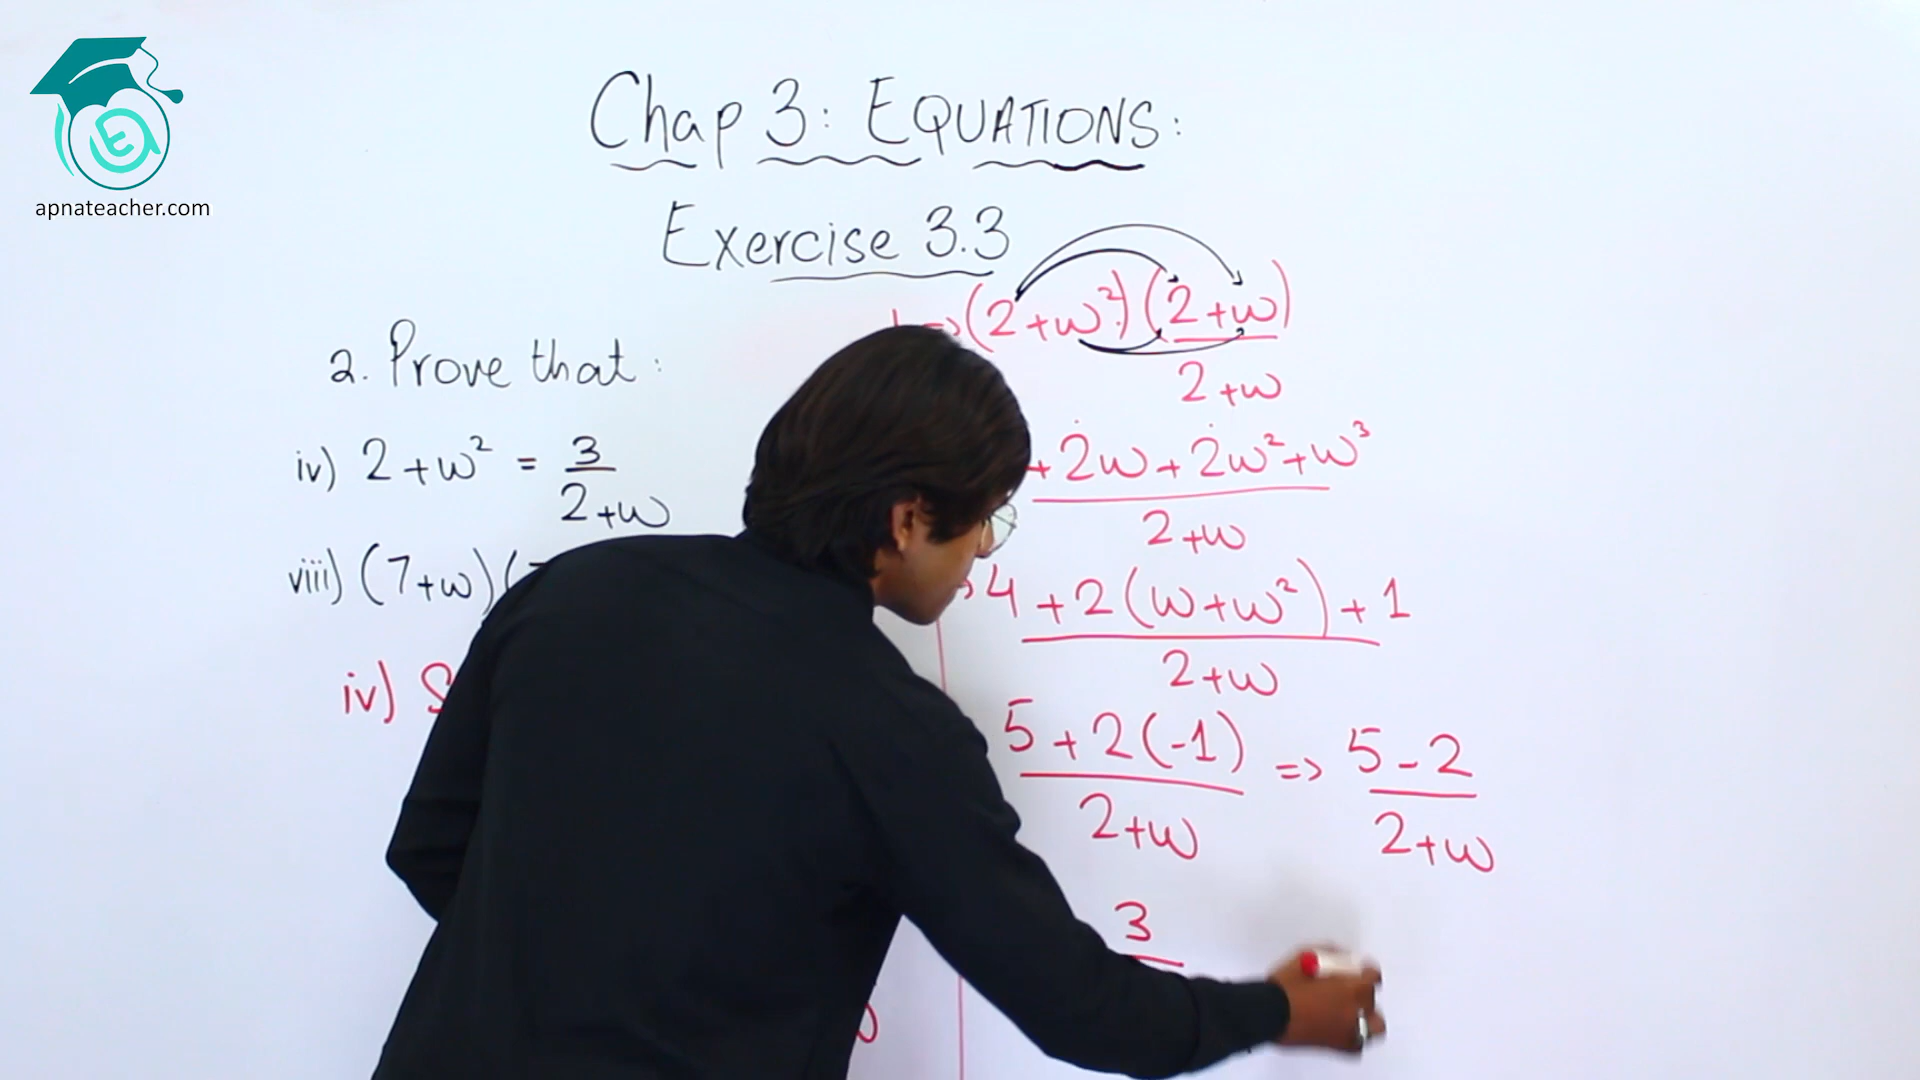 apnateacher.com
Chap 3: EQUATIONS:
Exercise 3.3
2. Prove that:
iv) 2+w² = 3/(2+w)
viii) (7+w)(
iv) S
=> (2+w²) (2+w)/(2+w)
+2w+2w²+w³
2+w
4+2(w+w²)+1
2+w
5+2(-1)/(2+w) => 5-2/(2+w)
3